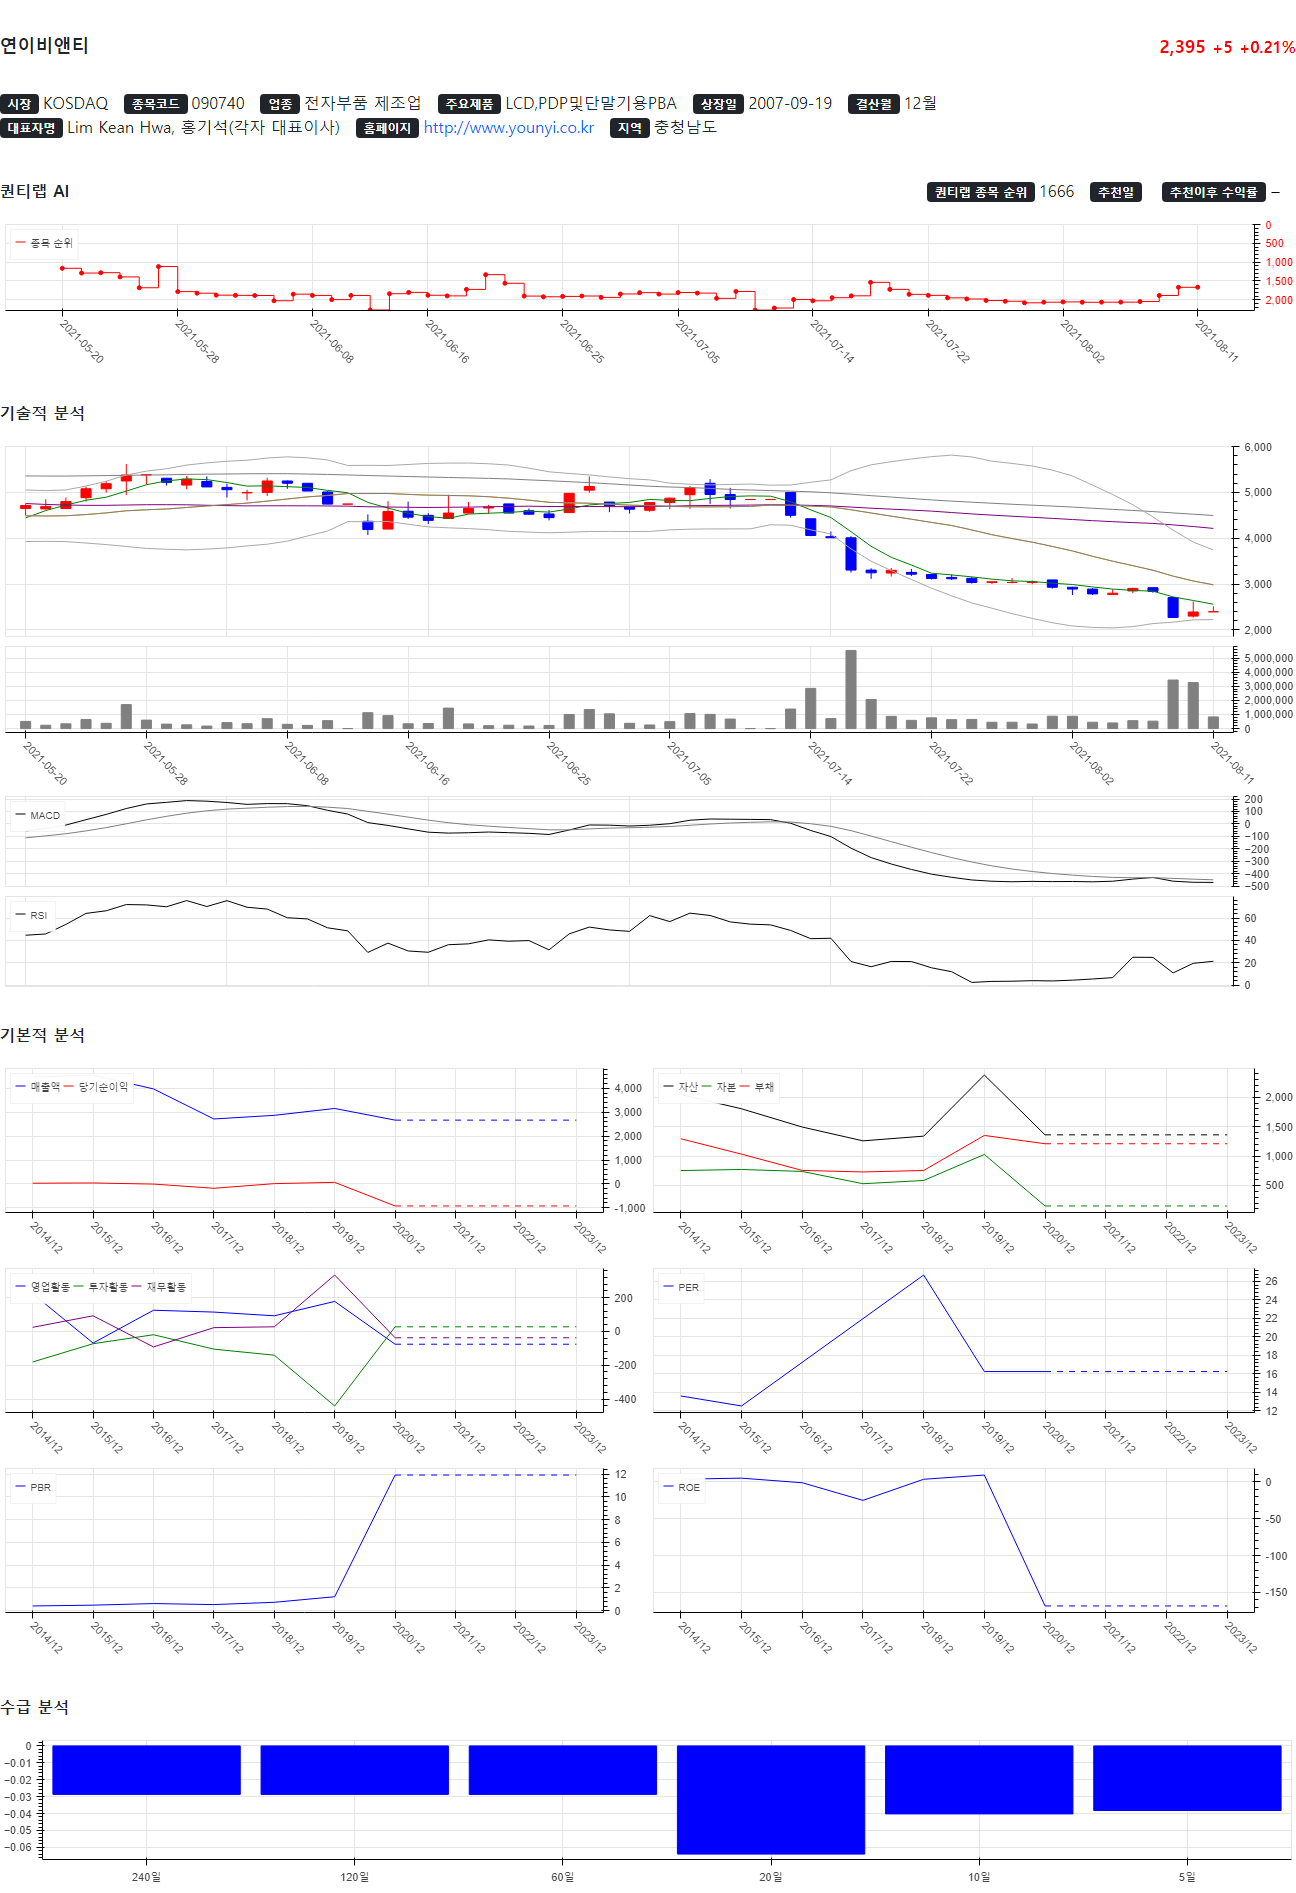 연이비앤티
2,395 +5 +0.21%
시장 KOSDAQ 종목코드 090740 업종 전자부품 제조업 주요제품 LCD,PDP및단말기용PBA 상장일 2007-09-19 결산월 12월
대표자명 Lim Kean Hwa, 홍기석(각자 대표이사) 홈페이지 http://www.younyi.co.kr 지역 충청남도
퀀티랩 AI
퀀티랩 종목 순위 1666 추천일 추천이후 수익률 –
종목 순위
0
500
1,000
1,500
2,000
2021-05-20 2021-05-28 2021-06-08 2021-06-16 2021-06-25 2021-07-05 2021-07-14 2021-07-22 2021-08-02 2021-08-11
기술적 분석
6,000
5,000
4,000
3,000
2,000
5,000,000
4,000,000
3,000,000
2,000,000
1,000,000
0
2021-05-20 2021-05-28 2021-06-08 2021-06-16 2021-06-25 2021-07-05 2021-07-14 2021-07-22 2021-08-02 2021-08-11
MACD
200
100
0
−100
−200
−300
−400
−500
RSI
60
40
20
0
기본적 분석
매출액 당기순이익
4,000
3,000
2,000
1,000
0
-1,000
2014/12 2015/12 2016/12 2017/12 2018/12 2019/12 2020/12 2021/12 2022/12 2023/12
자산 자본 부채
2,000
1,500
1,000
500
2014/12 2015/12 2016/12 2017/12 2018/12 2019/12 2020/12 2021/12 2022/12 2023/12
영업활동 투자활동 재무활동
200
0
-200
-400
2014/12 2015/12 2016/12 2017/12 2018/12 2019/12 2020/12 2021/12 2022/12 2023/12
PER
26
24
22
20
18
16
14
12
2014/12 2015/12 2016/12 2017/12 2018/12 2019/12 2020/12 2021/12 2022/12 2023/12
PBR
12
10
8
6
4
2
0
2014/12 2015/12 2016/12 2017/12 2018/12 2019/12 2020/12 2021/12 2022/12 2023/12
ROE
0
-50
-100
-150
2014/12 2015/12 2016/12 2017/12 2018/12 2019/12 2020/12 2021/12 2022/12 2023/12
수급 분석
0
−0.01
−0.02
−0.03
−0.04
−0.05
−0.06
240일 120일 60일 20일 10일 5일